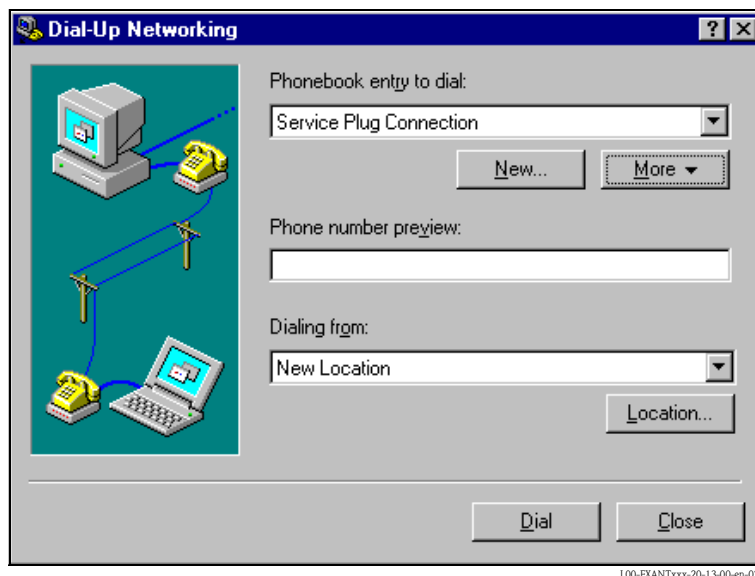 Dial-Up Networking
Phonebook entry to dial:
Service Plug Connection
New...
More
Phone number preview:
Dialing from:
New Location
Location...
Dial
Close